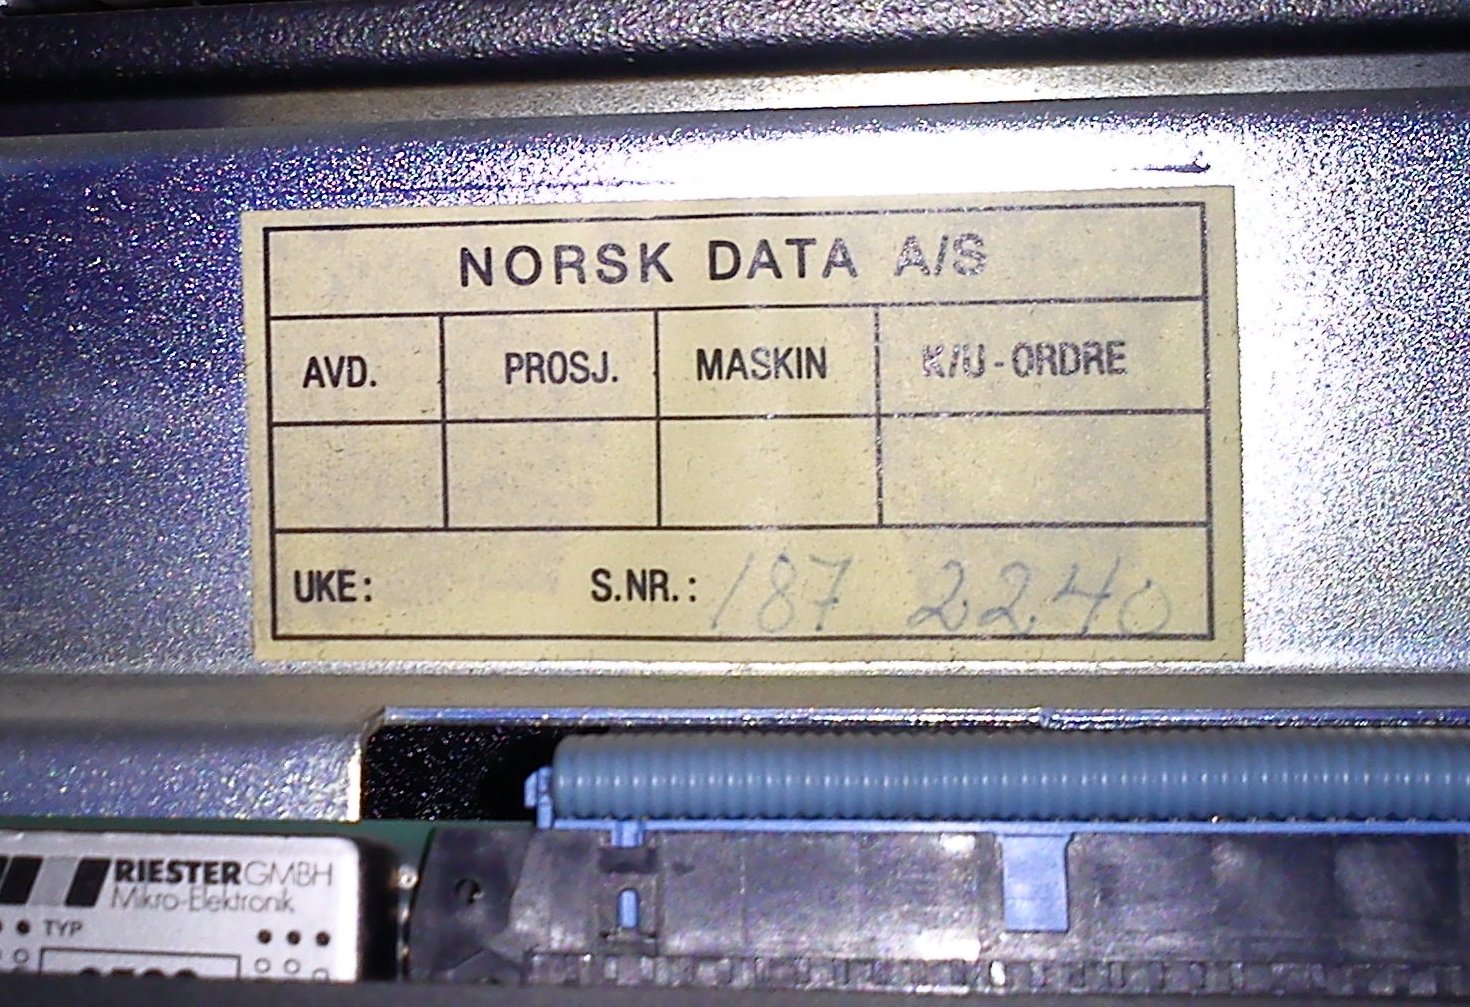 NORSK DATA A/S
AVD. PROSJ. MASKIN K/U - ORDRE
UKE: S.NR.: 187 2240
RIESTER GMBH
Mikro-Elektronik
TYP